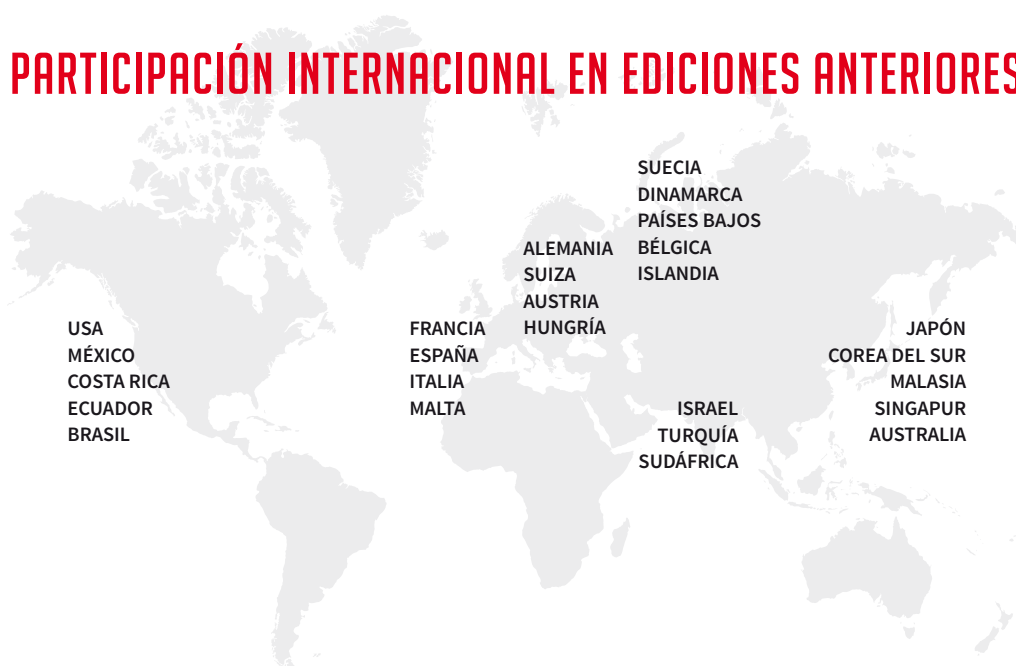 PARTICIPACIÓN INTERNACIONAL EN EDICIONES ANTERIORES
USA
MÉXICO
COSTA RICA
ECUADOR
BRASIL
FRANCIA
ESPAÑA
ITALIA
MALTA
ALEMANIA
SUIZA
AUSTRIA
HUNGRÍA
SUECIA
DINAMARCA
PAÍSES BAJOS
BÉLGICA
ISLANDIA
ISRAEL
TURQUÍA
SUDÁFRICA
JAPÓN
COREA DEL SUR
MALASIA
SINGAPUR
AUSTRALIA